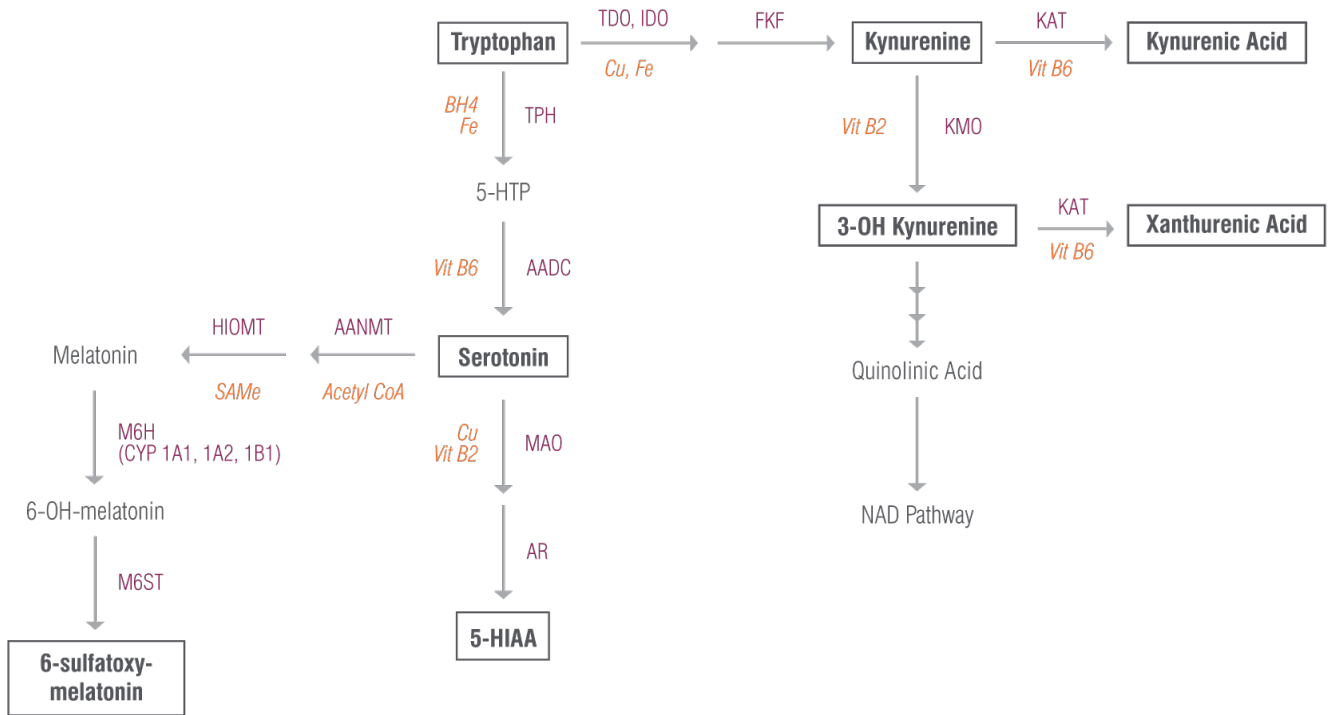 TDO, IDO
FKF
KAT
Tryptophan
Kynurenine
Kynurenic Acid
Cu, Fe
Vit B6
BH4
Fe
TPH
Vit B2
KMO
5-HTP
3-OH Kynurenine
KAT
Xanthurenic Acid
Vit B6
Vit B6
AADC
HIOMT
AANMT
Melatonin
Serotonin
SAMe
Acetyl CoA
Quinolinic Acid
M6H
(CYP 1A1, 1A2, 1B1)
Cu
Vit B2
MAO
6-OH-melatonin
NAD Pathway
AR
M6ST
5-HIAA
6-sulfatoxy-
melatonin